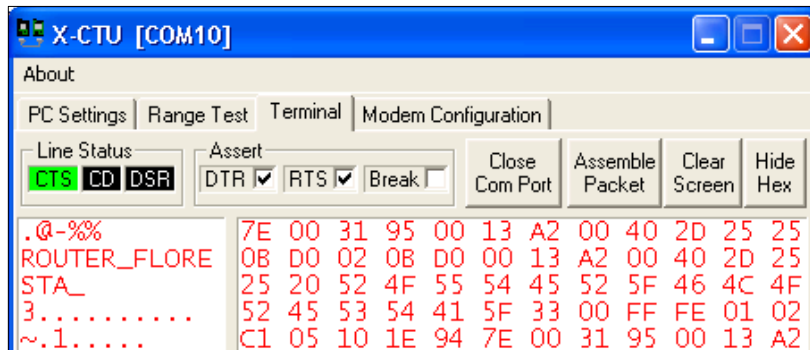 X-CTU [COM10]
About
PC Settings Range Test Terminal Modem Configuration
Line Status Assert
CTS CD DSR DTR RTS Break Close Com Port Assemble Packet Clear Screen Hide Hex
.@-%% 7E 00 31 95 00 13 A2 00 40 2D 25 25
ROUTER_FLORE 0B D0 02 0B D0 00 13 A2 00 40 2D 25
STA_ 25 20 52 4F 55 54 45 52 5F 46 4C 4F
3.......... 52 45 53 54 41 5F 33 00 FF FE 01 02
~.1..... C1 05 10 1E 94 7E 00 31 95 00 13 A2